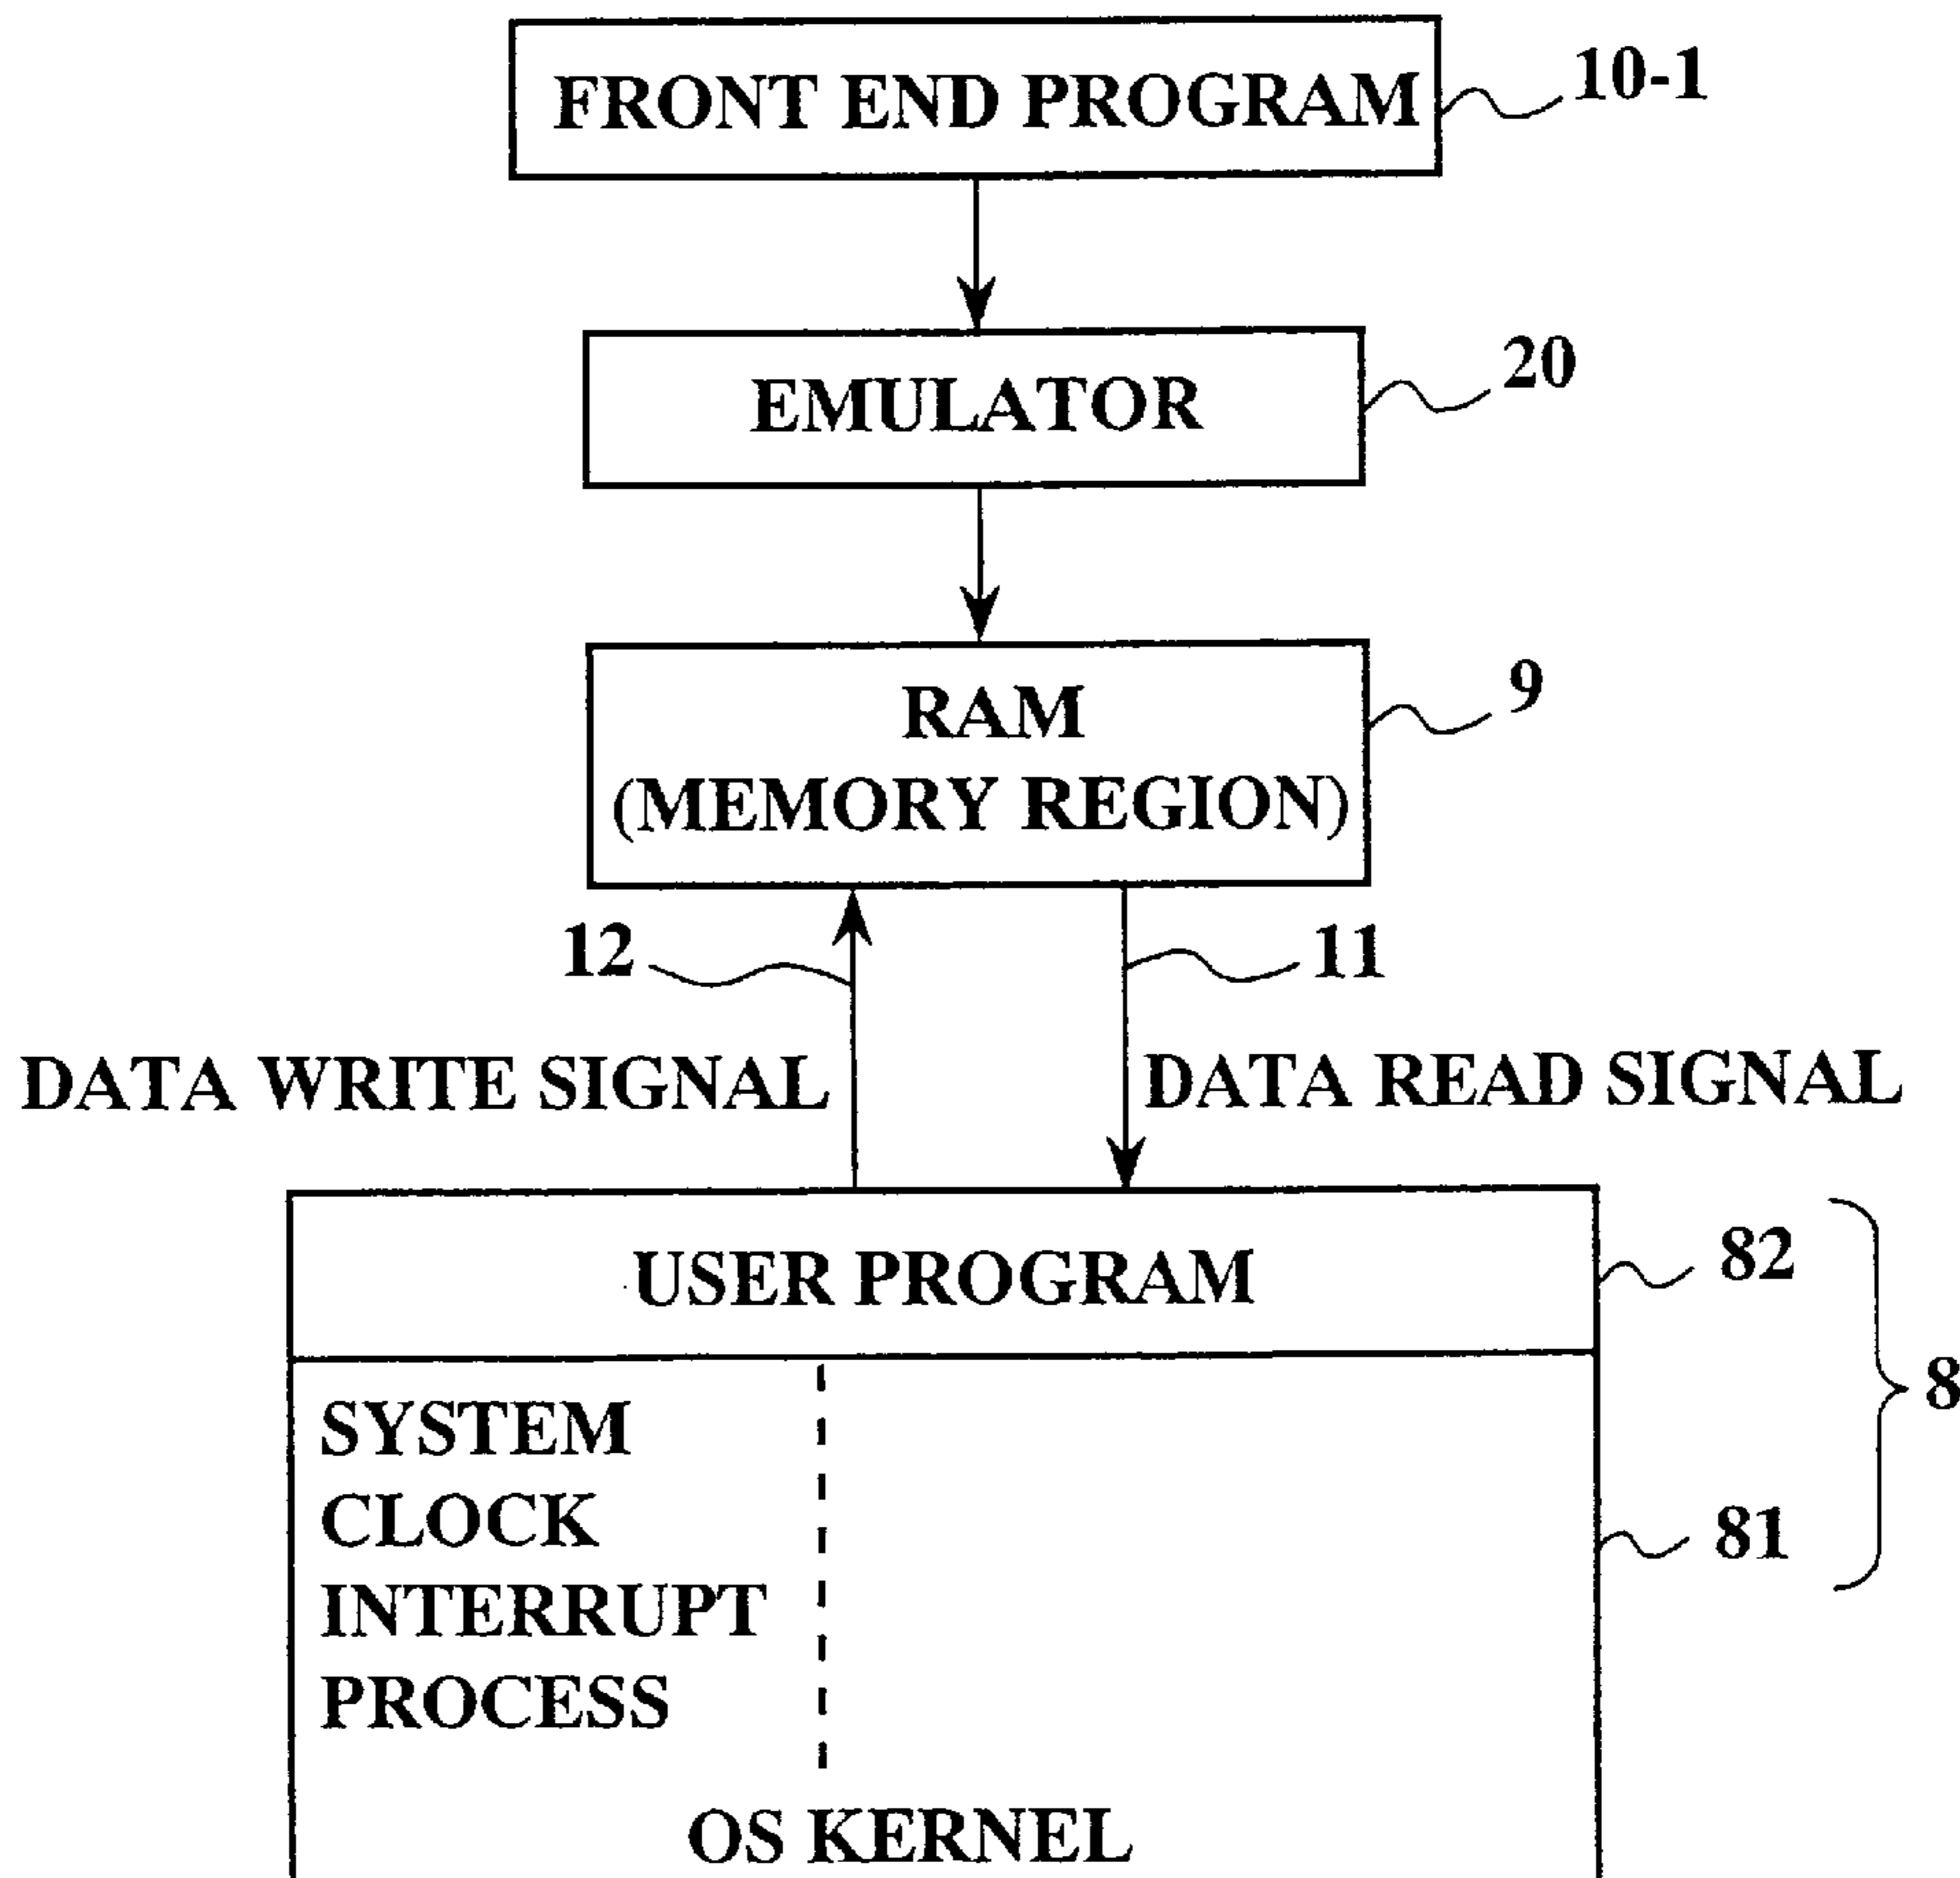 FRONT END PROGRAM
10-1
EMULATOR
20
RAM
(MEMORY REGION)
9
12
11
DATA WRITE SIGNAL
DATA READ SIGNAL
USER PROGRAM
82
8
SYSTEM
CLOCK
INTERRUPT
PROCESS
81
OS KERNEL